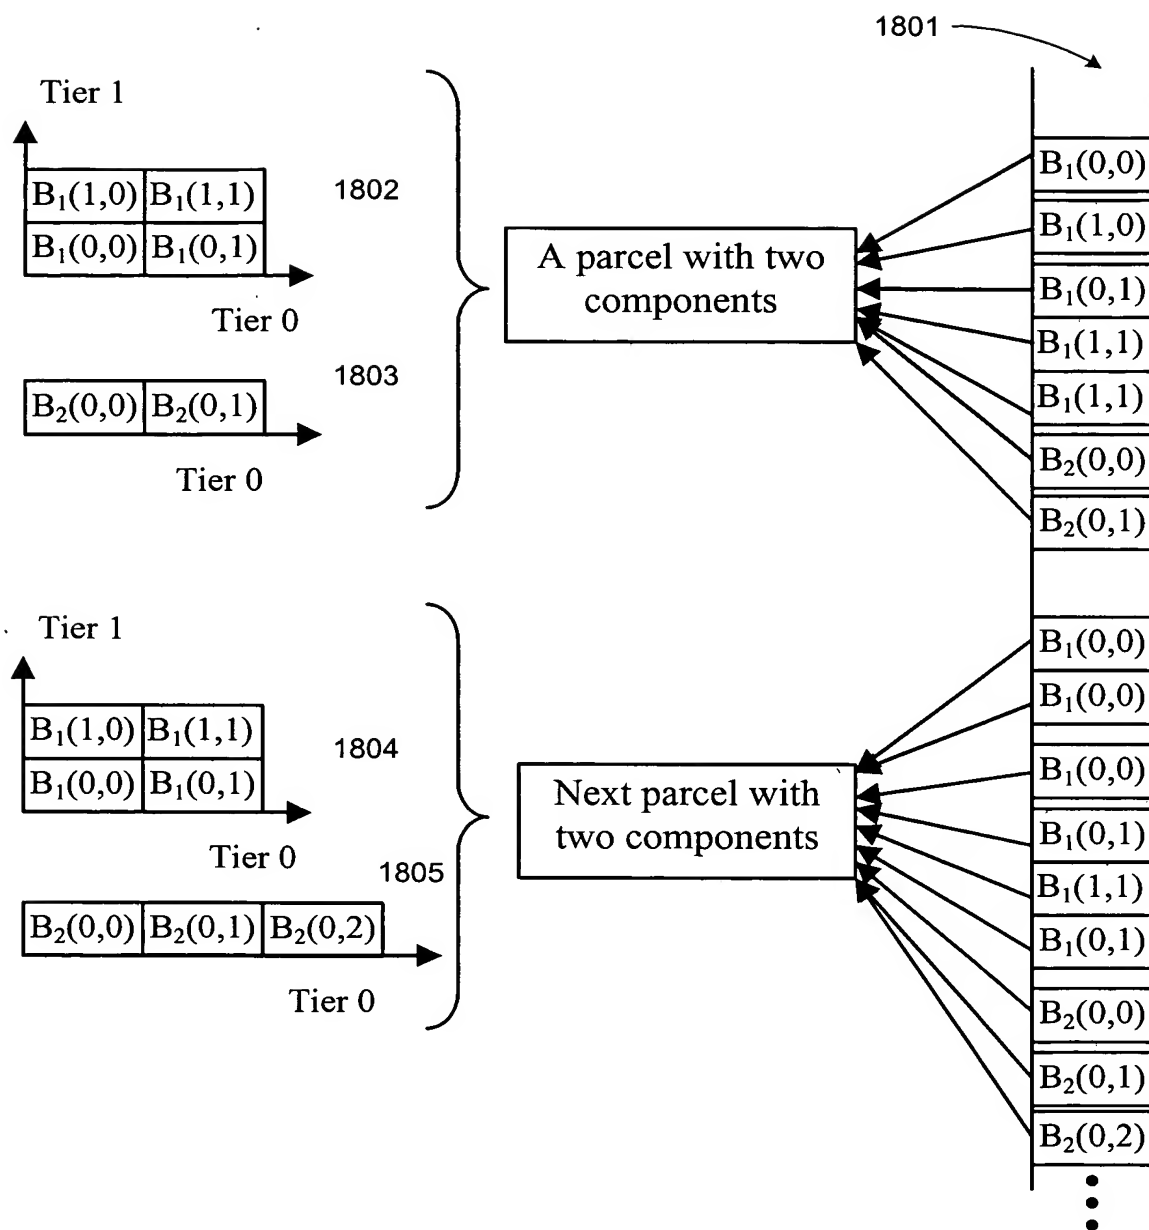 1801
Tier 1
B₁(1,0) B₁(1,1)
B₁(0,0) B₁(0,1)
Tier 0
1802
B₂(0,0) B₂(0,1)
Tier 0
1803
A parcel with two
components
B₁(0,0)
B₁(1,0)
B₁(0,1)
B₁(1,1)
B₁(1,1)
B₂(0,0)
B₂(0,1)
Tier 1
B₁(1,0) B₁(1,1)
B₁(0,0) B₁(0,1)
Tier 0
1804
1805
B₂(0,0) B₂(0,1) B₂(0,2)
Tier 0
Next parcel with
two components
B₁(0,0)
B₁(0,0)
B₁(0,0)
B₁(0,1)
B₁(1,1)
B₁(0,1)
B₂(0,0)
B₂(0,1)
B₂(0,2)